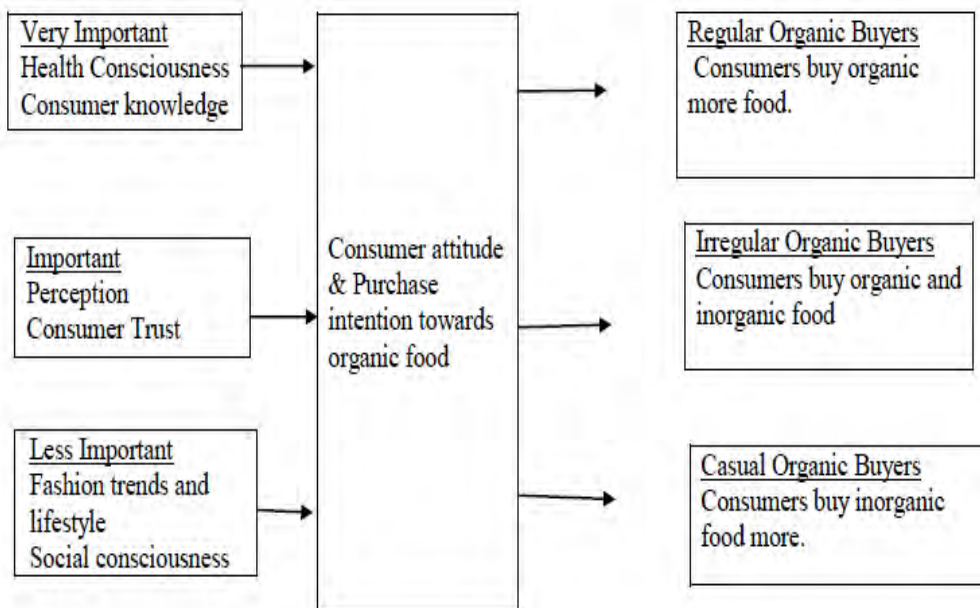 Very Important
Health Consciousness
Consumer knowledge
Important
Perception
Consumer Trust
Less Important
Fashion trends and
lifestyle
Social consciousness
Consumer attitude
& Purchase
intention towards
organic food
Regular Organic Buyers
Consumers buy organic
more food.
Irregular Organic Buyers
Consumers buy organic and
inorganic food
Casual Organic Buyers
Consumers buy inorganic
food more.